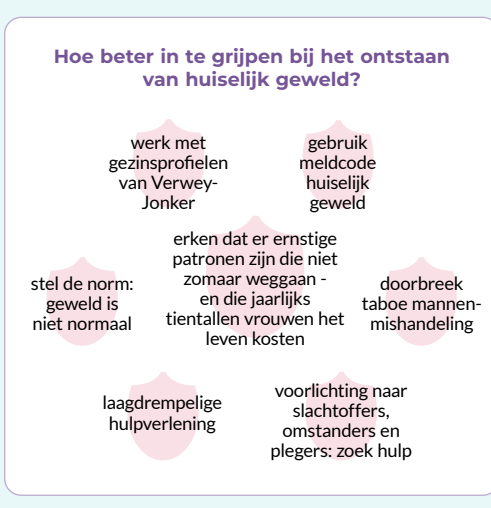 Hoe beter in te grijpen bij het ontstaan
van huiselijk geweld?
werk met
gezinsprofielen
van Verwey-
Jonker
gebruik
meldcode
huiselijk
geweld
erken dat er ernstige
patronen zijn die niet
zomaar weggaan -
en die jaarlijks
tientallen vrouwen het
leven kosten
stel de norm:
geweld is
niet normaal
doorbreek
taboe mannen-
mishandeling
laagdrempelige
hulpverlening
voorlichting naar
slachtoffers,
omstanders en
plegers: zoek hulp